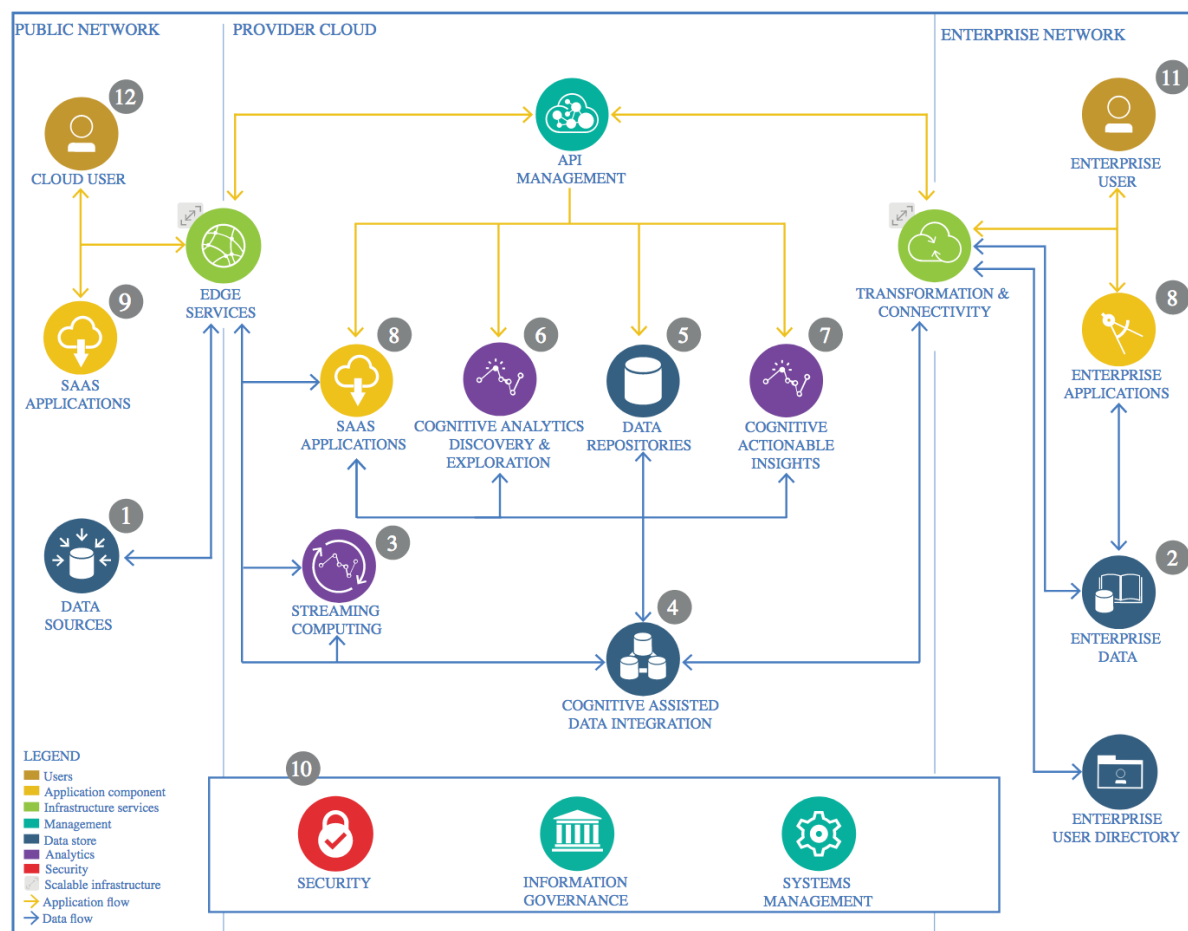 PUBLIC NETWORK
PROVIDER CLOUD
ENTERPRISE NETWORK
12
CLOUD USER
11
ENTERPRISE
USER
API
MANAGEMENT
EDGE
SERVICES
TRANSFORMATION &
CONNECTIVITY
9
SAAS
APPLICATIONS
8
SAAS
APPLICATIONS
6
COGNITIVE ANALYTICS
DISCOVERY &
EXPLORATION
5
DATA
REPOSITORIES
7
COGNITIVE
ACTIONABLE
INSIGHTS
8
ENTERPRISE
APPLICATIONS
1
DATA
SOURCES
3
STREAMING
COMPUTING
4
COGNITIVE ASSISTED
DATA INTEGRATION
2
ENTERPRISE
DATA
ENTERPRISE
USER DIRECTORY
LEGEND
Users
Application component
Infrastructure services
Management
Data store
Analytics
Security
Scalable infrastructure
Application flow
Data flow
10
SECURITY
INFORMATION
GOVERNANCE
SYSTEMS
MANAGEMENT